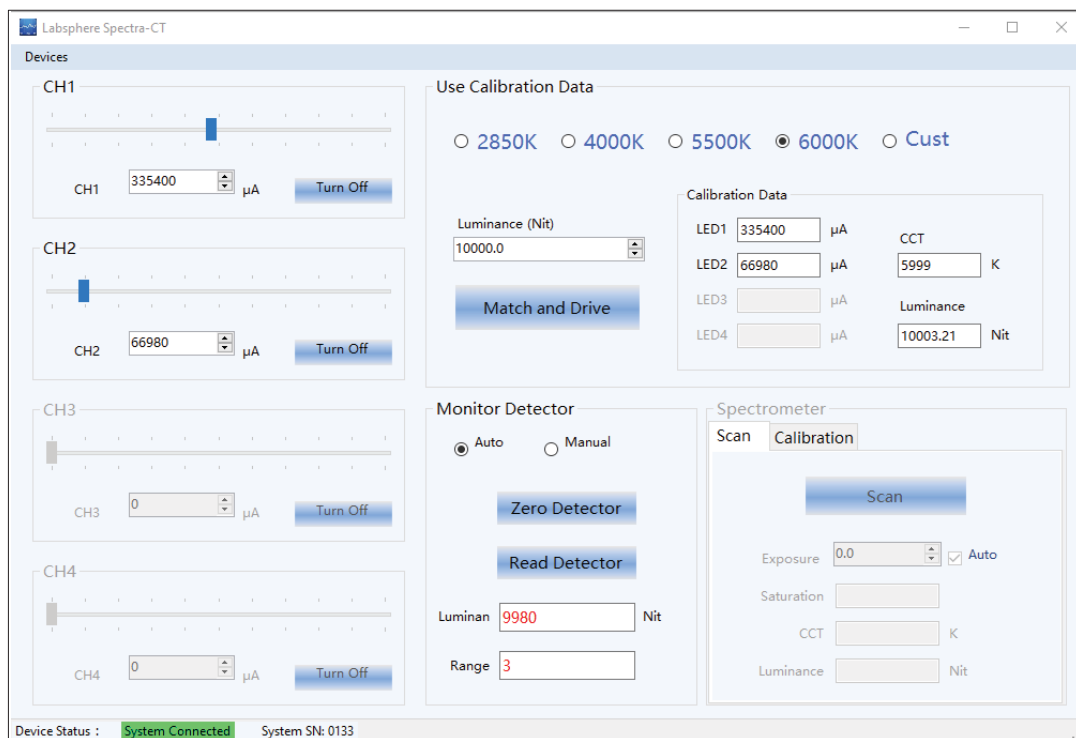 Labsphere Spectra-CT
Devices
CH1
CH1 335400 µA Turn Off
CH2
CH2 66980 µA Turn Off
CH3
CH3 0 µA Turn Off
CH4
CH4 0 µA Turn Off
Use Calibration Data
2850K 4000K 5500K 6000K Cust
Luminance (Nit)
10000.0
Match and Drive
Calibration Data
LED1 335400 µA
LED2 66980 µA
LED3 µA
LED4 µA
CCT
5999 K
Luminance
10003.21 Nit
Monitor Detector
Auto Manual
Zero Detector
Read Detector
Luminan 9980 Nit
Range 3
Spectrometer
Scan Calibration
Scan
Exposure 0.0 Auto
Saturation
CCT K
Luminance Nit
Device Status : System Connected System SN: 0133